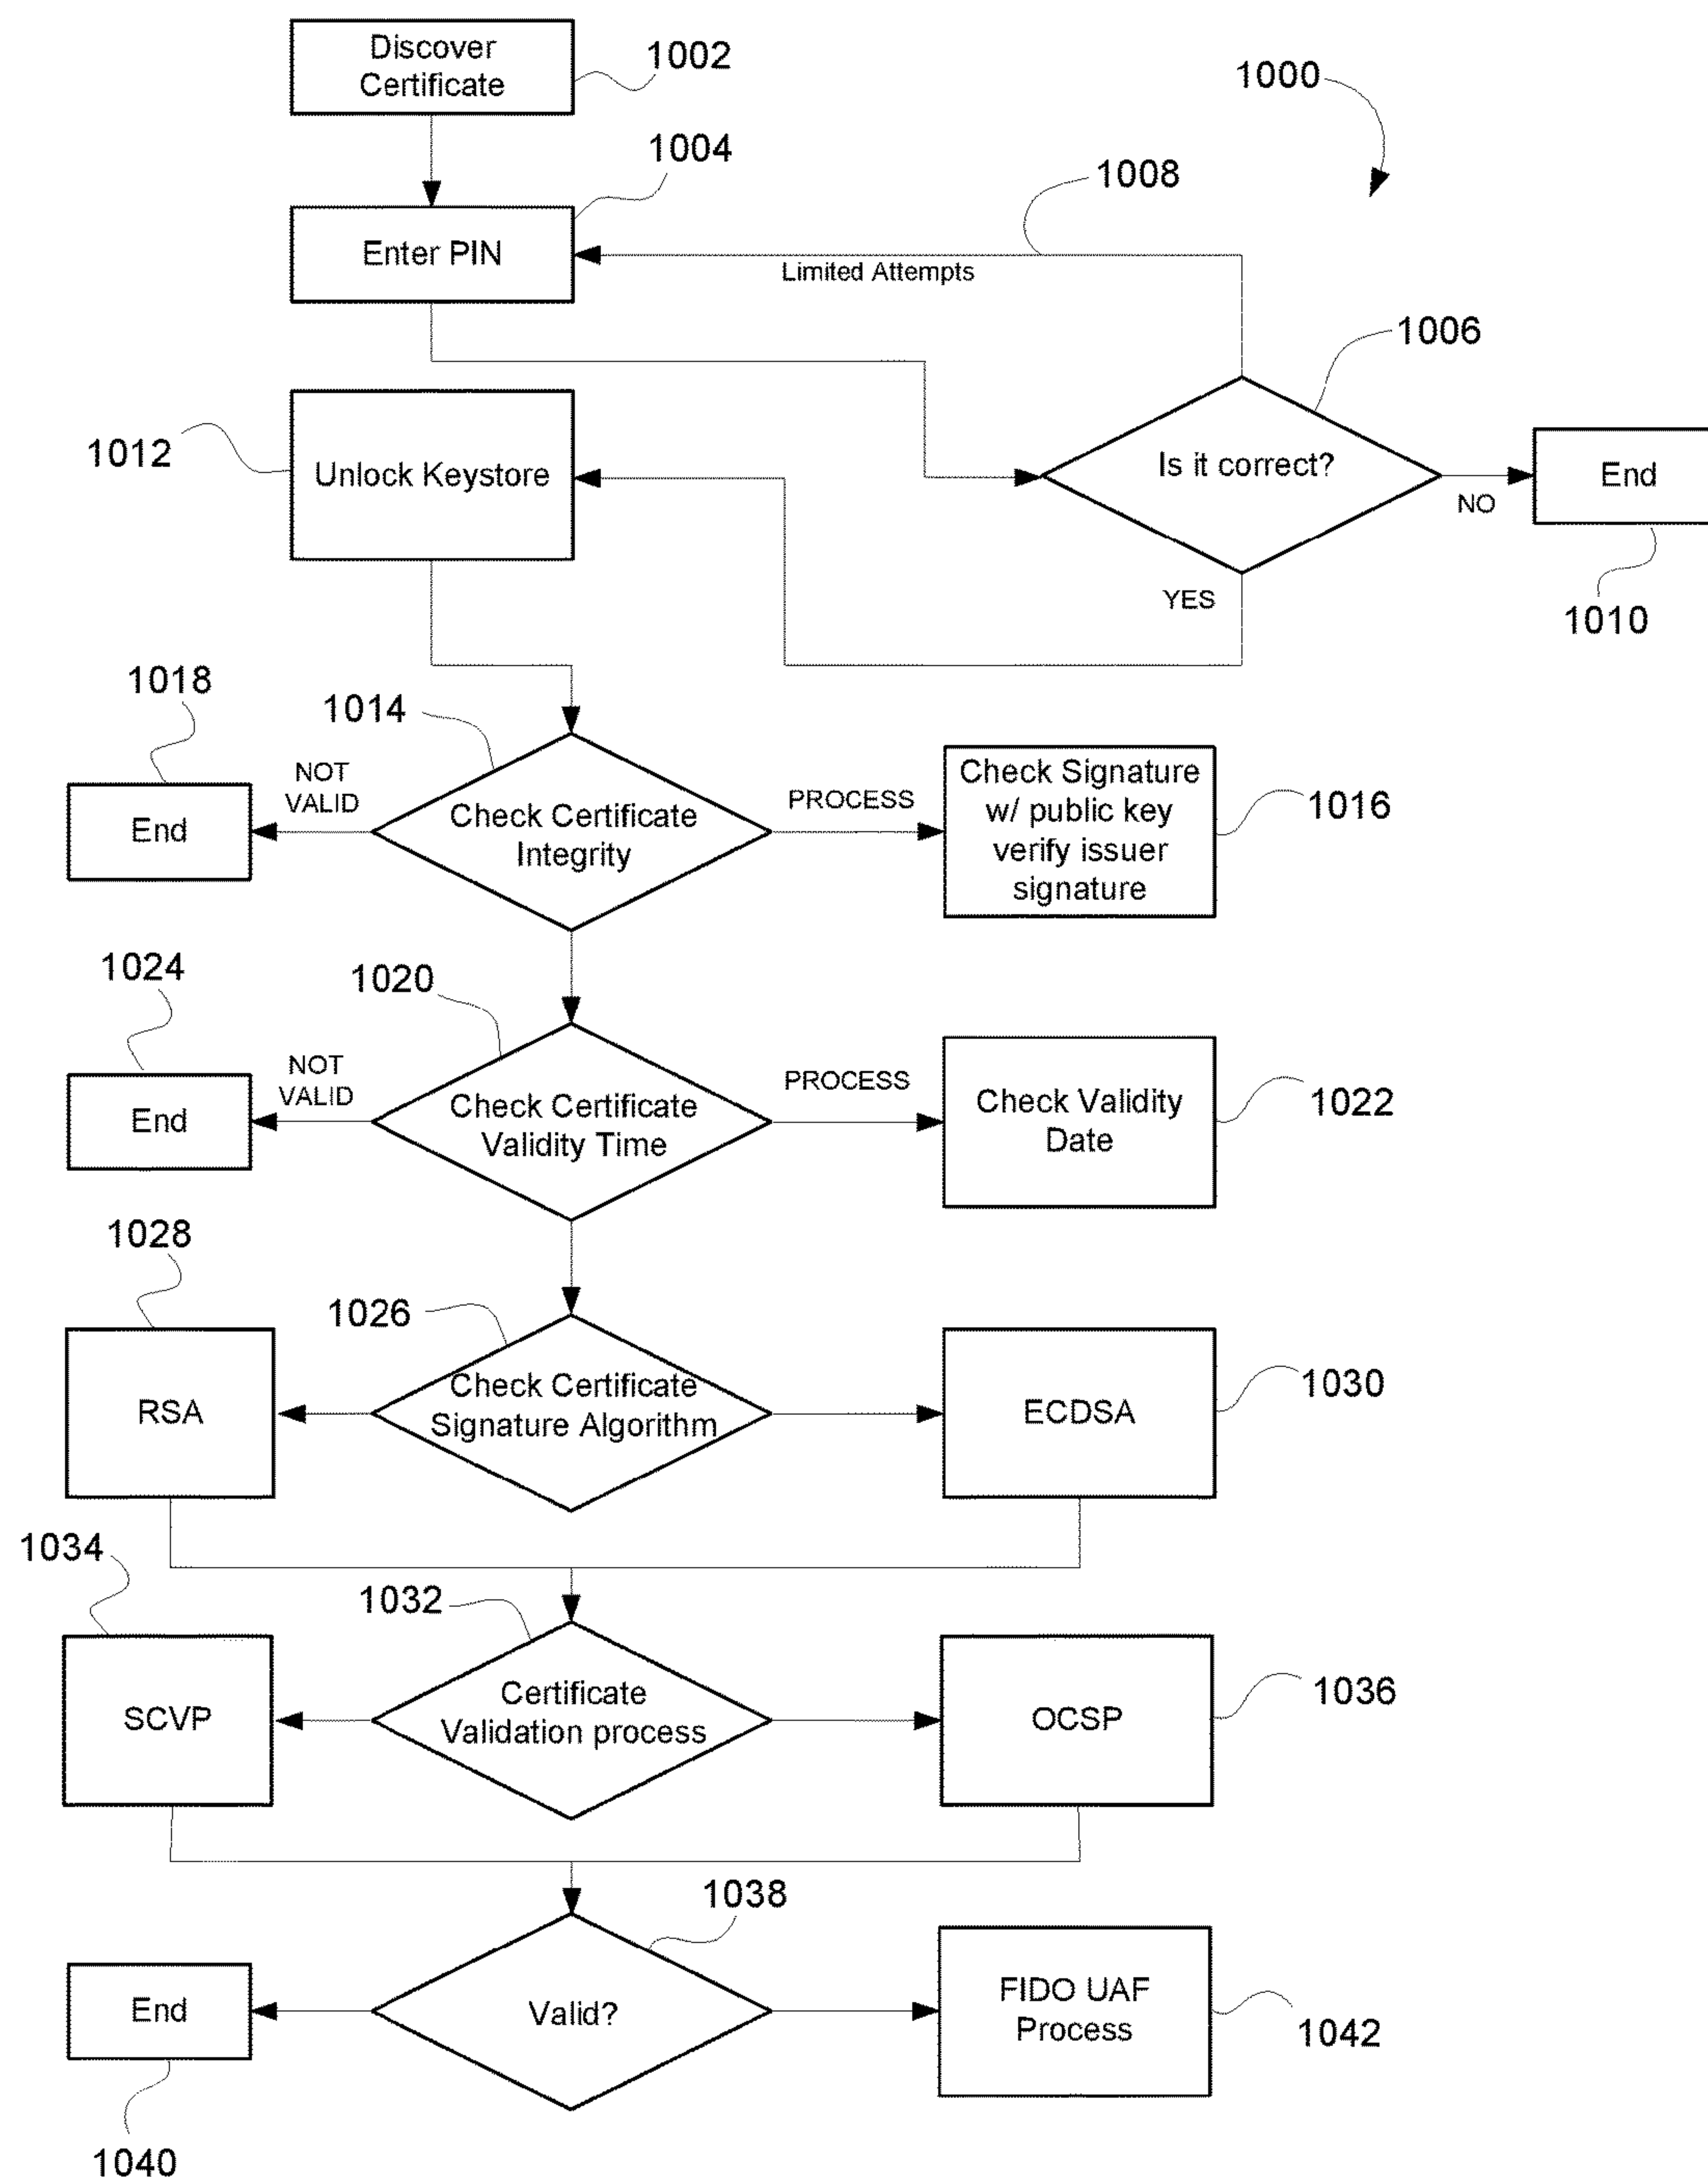 Discover
Certificate
1002
1000
1004
1008
Enter PIN
Limited Attempts
1006
1012
Unlock Keystore
Is it correct?
NO
End
YES
1010
1018
1014
NOT
VALID
End
Check Certificate
Integrity
PROCESS
Check Signature
w/ public key
verify issuer
signature
1016
1024
1020
NOT
VALID
End
Check Certificate
Validity Time
PROCESS
Check Validity
Date
1022
1028
1026
RSA
Check Certificate
Signature Algorithm
ECDSA
1030
1034
1032
SCVP
Certificate
Validation process
OCSP
1036
1038
End
Valid?
FIDO UAF
Process
1042
1040